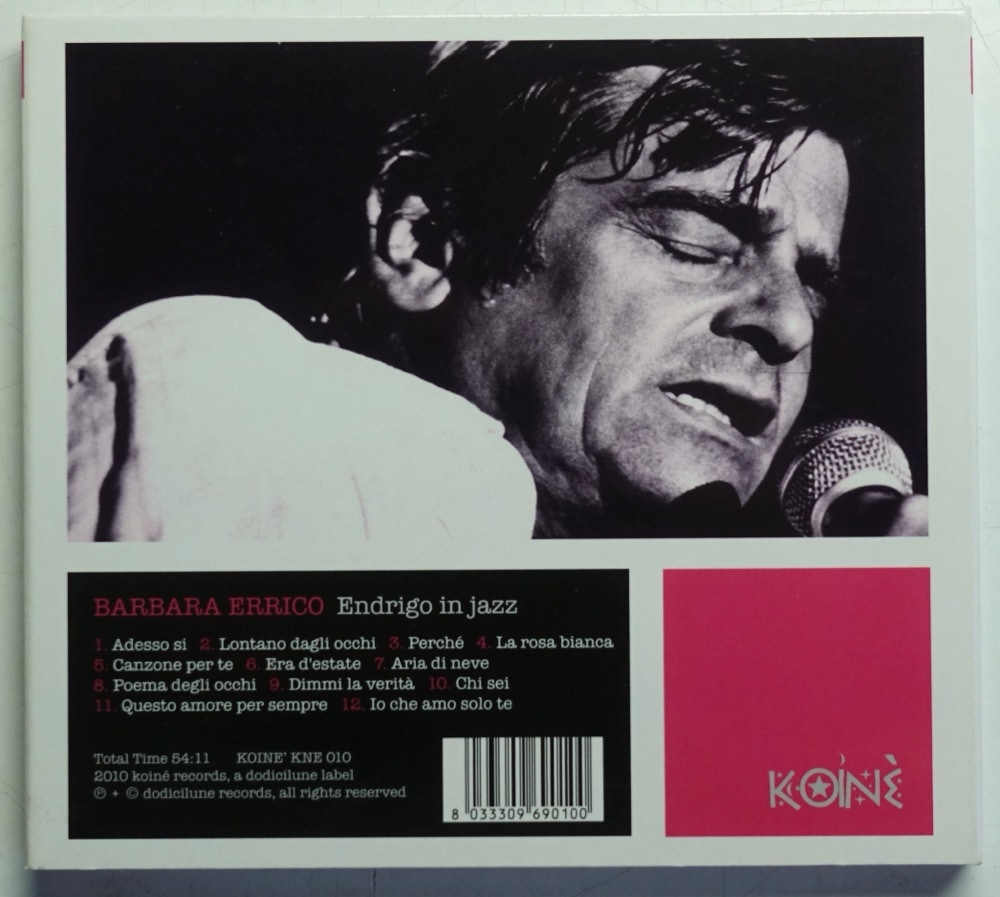 BARBARA ERRICO Endrigo in jazz
1. Adesso si 2. Lontano dagli occhi 3. Perché 4. La rosa bianca
5. Canzone per te 6. Era d'estate 7. Aria di neve
8. Poema degli occhi 9. Dimmi la verità 10. Chi sei
11. Questo amore per sempre 12. Io che amo solo te
Total Time 54:11 KOINE' KNE 010
2010 koiné records, a dodicilune label
℗ + © dodicilune records, all rights reserved
8 033309 690100
KOINÈ